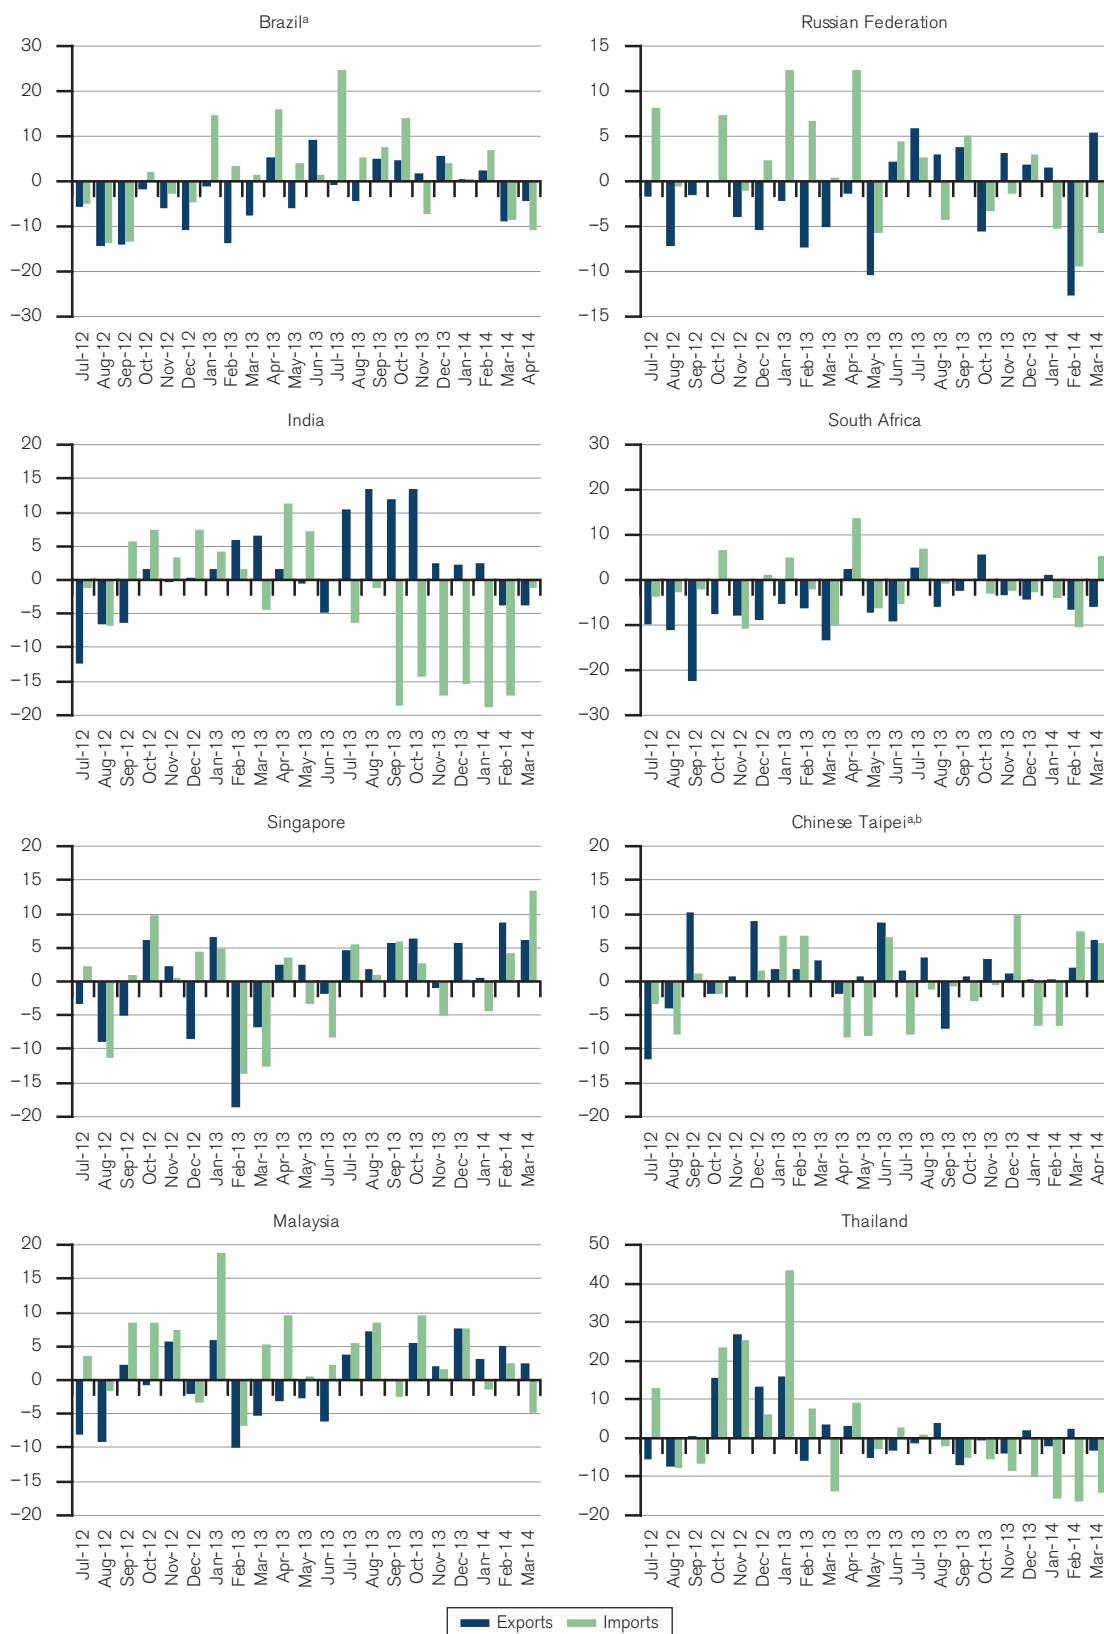 Brazilᵃ
30
20
10
0
−10
−20
−30
Jul-12
Aug-12
Sep-12
Oct-12
Nov-12
Dec-12
Jan-13
Feb-13
Mar-13
Apr-13
May-13
Jun-13
Jul-13
Aug-13
Sep-13
Oct-13
Nov-13
Dec-13
Jan-14
Feb-14
Mar-14
Apr-14
Russian Federation
15
10
5
0
−5
−10
−15
Jul-12
Aug-12
Sep-12
Oct-12
Nov-12
Dec-12
Jan-13
Feb-13
Mar-13
Apr-13
May-13
Jun-13
Jul-13
Aug-13
Sep-13
Oct-13
Nov-13
Dec-13
Jan-14
Feb-14
Mar-14
India
20
15
10
5
0
−5
−10
−15
−20
Jul-12
Aug-12
Sep-12
Oct-12
Nov-12
Dec-12
Jan-13
Feb-13
Mar-13
Apr-13
May-13
Jun-13
Jul-13
Aug-13
Sep-13
Oct-13
Nov-13
Dec-13
Jan-14
Feb-14
Mar-14
South Africa
30
20
10
0
−10
−20
−30
Jul-12
Aug-12
Sep-12
Oct-12
Nov-12
Dec-12
Jan-13
Feb-13
Mar-13
Apr-13
May-13
Jun-13
Jul-13
Aug-13
Sep-13
Oct-13
Nov-13
Dec-13
Jan-14
Feb-14
Mar-14
Singapore
20
15
10
5
0
−5
−10
−15
−20
Jul-12
Aug-12
Sep-12
Oct-12
Nov-12
Dec-12
Jan-13
Feb-13
Mar-13
Apr-13
May-13
Jun-13
Jul-13
Aug-13
Sep-13
Oct-13
Nov-13
Dec-13
Jan-14
Feb-14
Mar-14
Chinese Taipeiᵃ,ᵇ
20
15
10
5
0
−5
−10
−15
−20
Jul-12
Aug-12
Sep-12
Oct-12
Nov-12
Dec-12
Jan-13
Feb-13
Mar-13
Apr-13
May-13
Jun-13
Jul-13
Aug-13
Sep-13
Oct-13
Nov-13
Dec-13
Jan-14
Feb-14
Mar-14
Apr-14
Malaysia
20
15
10
5
0
−5
−10
−15
−20
Jul-12
Aug-12
Sep-12
Oct-12
Nov-12
Dec-12
Jan-13
Feb-13
Mar-13
Apr-13
May-13
Jun-13
Jul-13
Aug-13
Sep-13
Oct-13
Nov-13
Dec-13
Jan-14
Feb-14
Mar-14
Thailand
50
40
30
20
10
0
−10
−20
Jul-12
Aug-12
Sep-12
Oct-12
Nov-12
Dec-12
Jan-13
Feb-13
Mar-13
Apr-13
May-13
Jun-13
Jul-13
Aug-13
Sep-13
Oct-13
Nov-13
Dec-13
Jan-14
Feb-14
Mar-14
Exports Imports